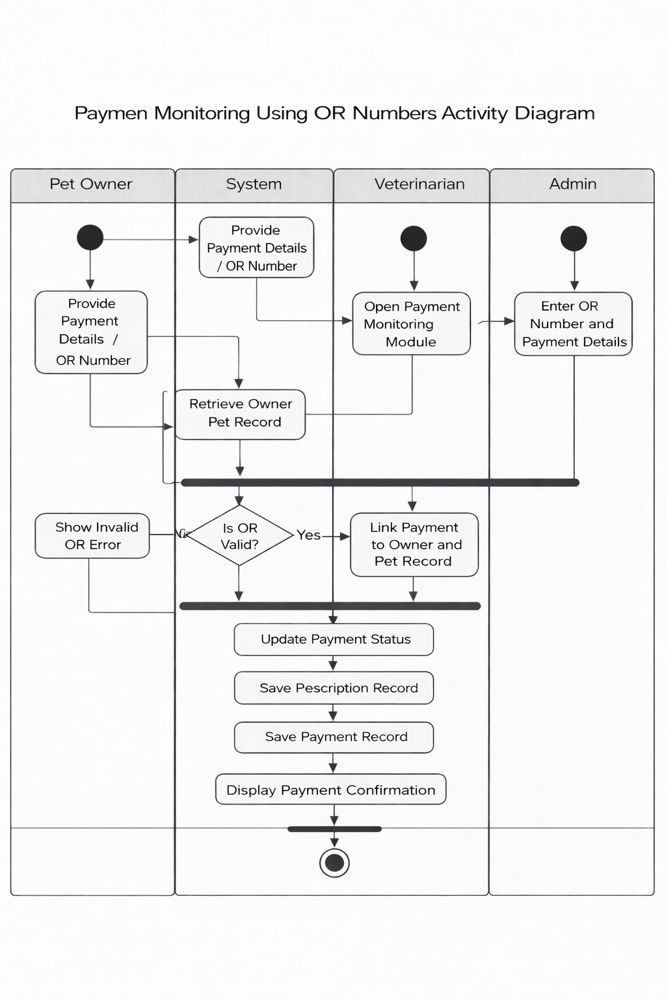 Paymen Monitoring Using OR Numbers Activity Diagram
Pet Owner
System
Veterinarian
Admin
Provide
Payment Details
/ OR Number
Provide
Payment
Details /
OR Number
Open Payment
Monitoring
Module
Enter OR
Number and
Payment Details
Retrieve Owner
Pet Record
Show Invalid
OR Error
Is OR
Valid?
Yes
Link Payment
to Owner and
Pet Record
Update Payment Status
Save Pescription Record
Save Payment Record
Display Payment Confirmation